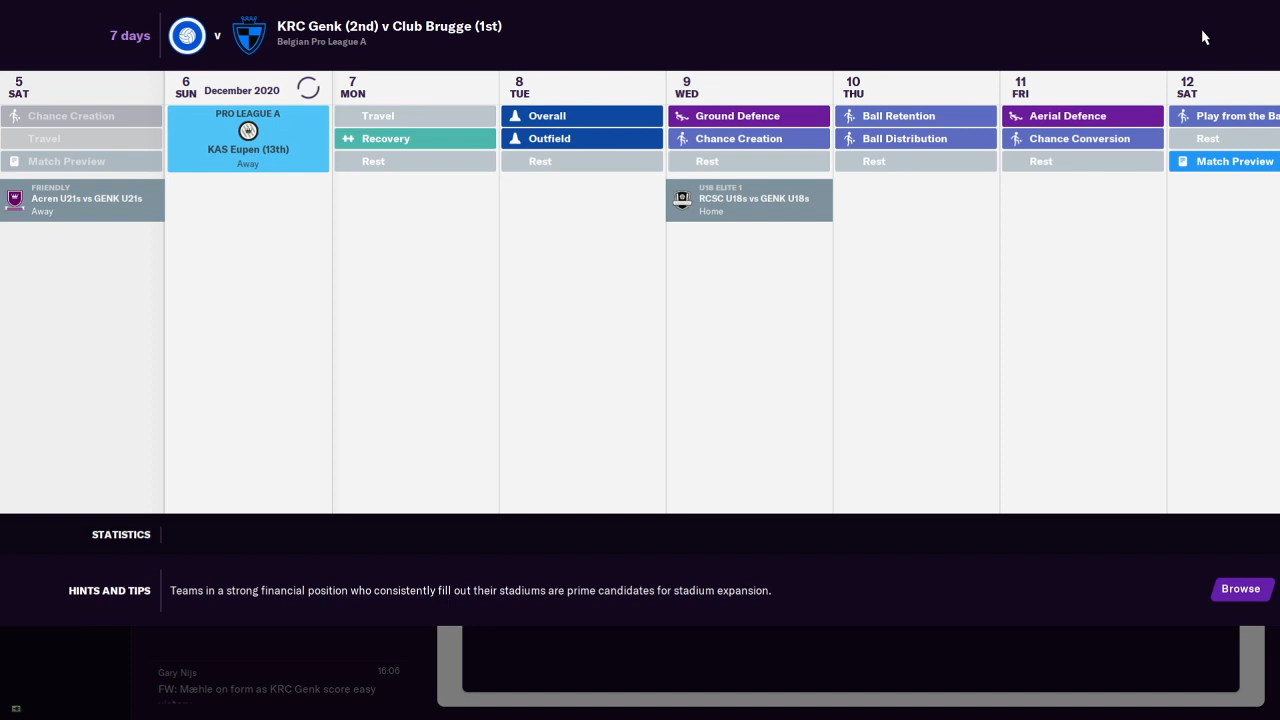 7 days
v
KRC Genk (2nd) v Club Brugge (1st)
Belgian Pro League A
5
SAT
Chance Creation
Travel
Match Preview
FRIENDLY
Acren U21s vs GENK U21s
Away
6
SUN
December 2020
PRO LEAGUE A
KAS Eupen (13th)
Away
7
MON
Travel
Recovery
Rest
8
TUE
Overall
Outfield
Rest
9
WED
Ground Defence
Chance Creation
Rest
U18 ELITE 1
RCSC U18s vs GENK U18s
Home
10
THU
Ball Retention
Ball Distribution
Rest
11
FRI
Aerial Defence
Chance Conversion
Rest
12
SAT
Play from the Ba
Rest
Match Preview
STATISTICS
HINTS AND TIPS
Teams in a strong financial position who consistently fill out their stadiums are prime candidates for stadium expansion.
Browse
Gary Nijs
16:06
FW: Mæhle on form as KRC Genk score easy